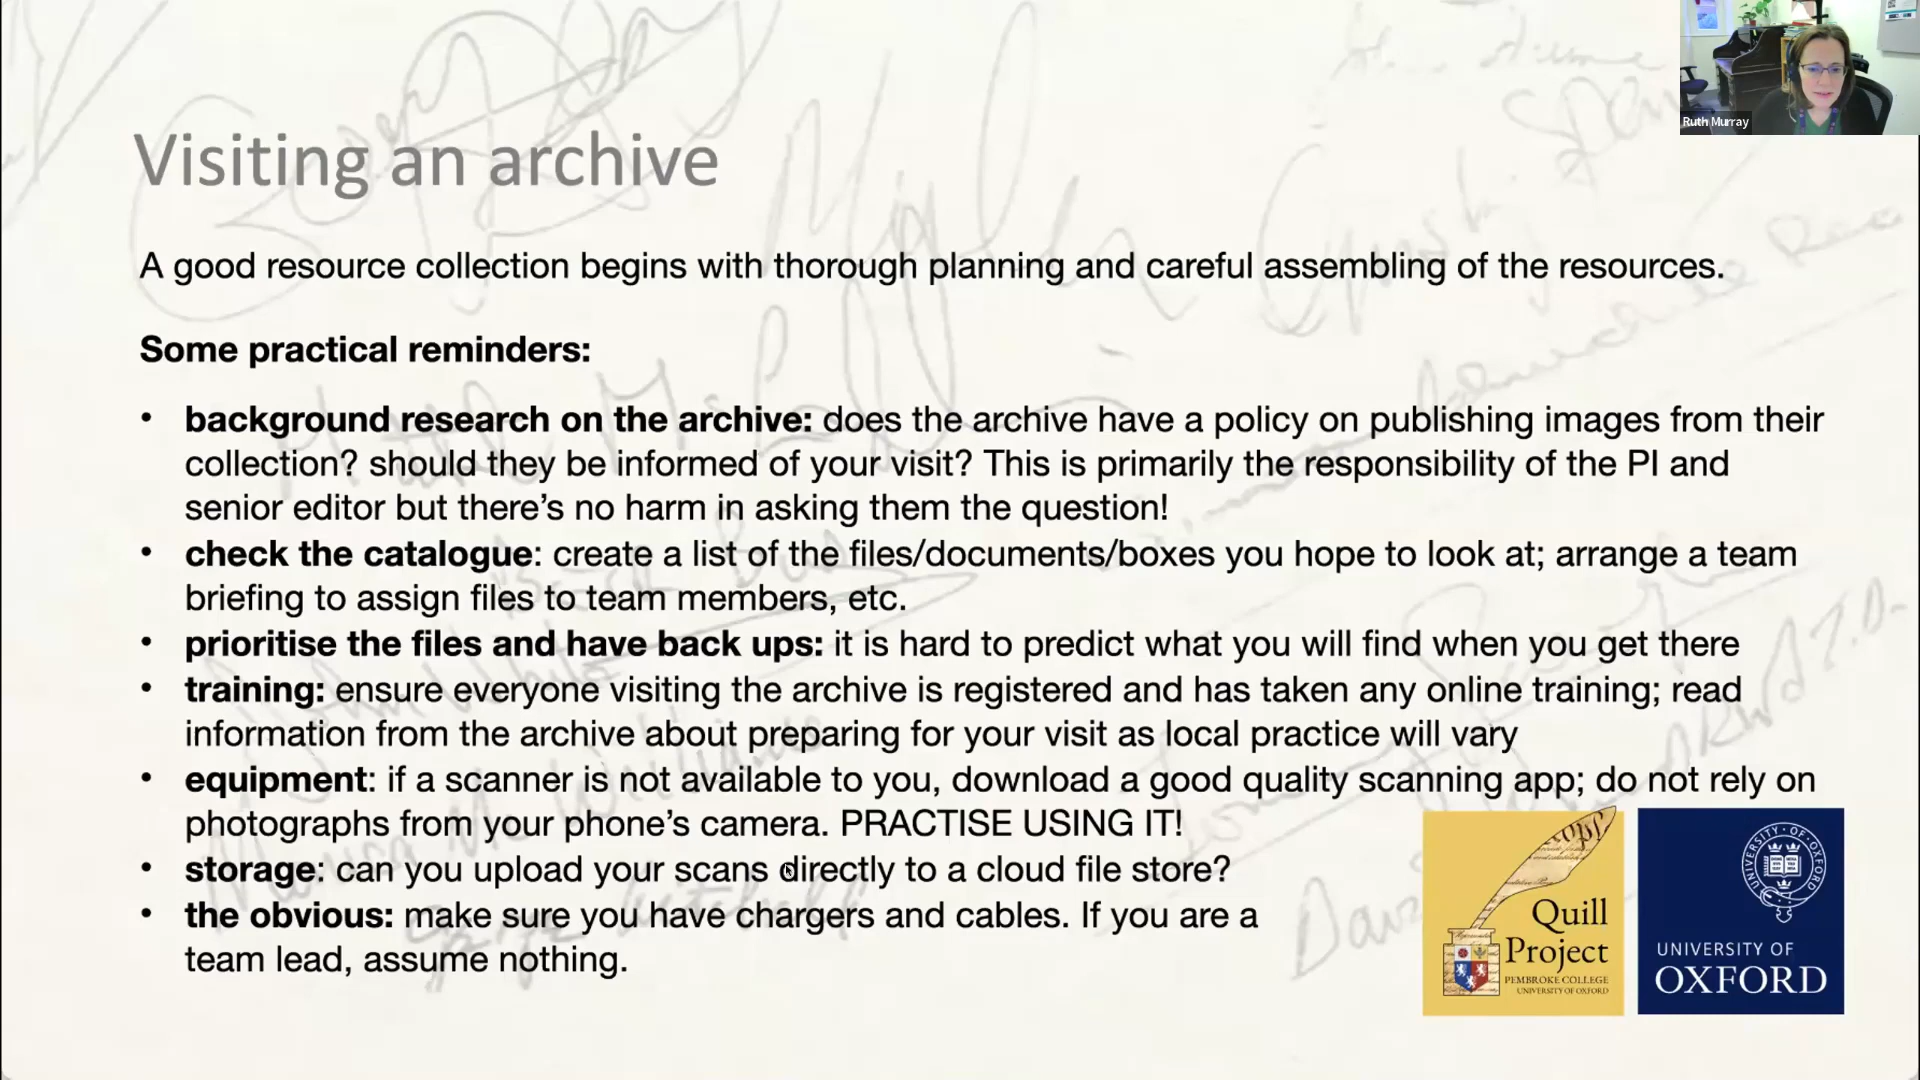 Ruth Murray
Visiting an archive
A good resource collection begins with thorough planning and careful assembling of the resources.
Some practical reminders:
• background research on the archive: does the archive have a policy on publishing images from their
collection? should they be informed of your visit? This is primarily the responsibility of the PI and
senior editor but there’s no harm in asking them the question!
• check the catalogue: create a list of the files/documents/boxes you hope to look at; arrange a team
briefing to assign files to team members, etc.
• prioritise the files and have back ups: it is hard to predict what you will find when you get there
• training: ensure everyone visiting the archive is registered and has taken any online training; read
information from the archive about preparing for your visit as local practice will vary
• equipment: if a scanner is not available to you, download a good quality scanning app; do not rely on
photographs from your phone’s camera. PRACTISE USING IT!
• storage: can you upload your scans directly to a cloud file store?
• the obvious: make sure you have chargers and cables. If you are a
team lead, assume nothing.
Quill
Project
PEMBROKE COLLEGE
UNIVERSITY OF OXFORD
UNIVERSITY OF
OXFORD